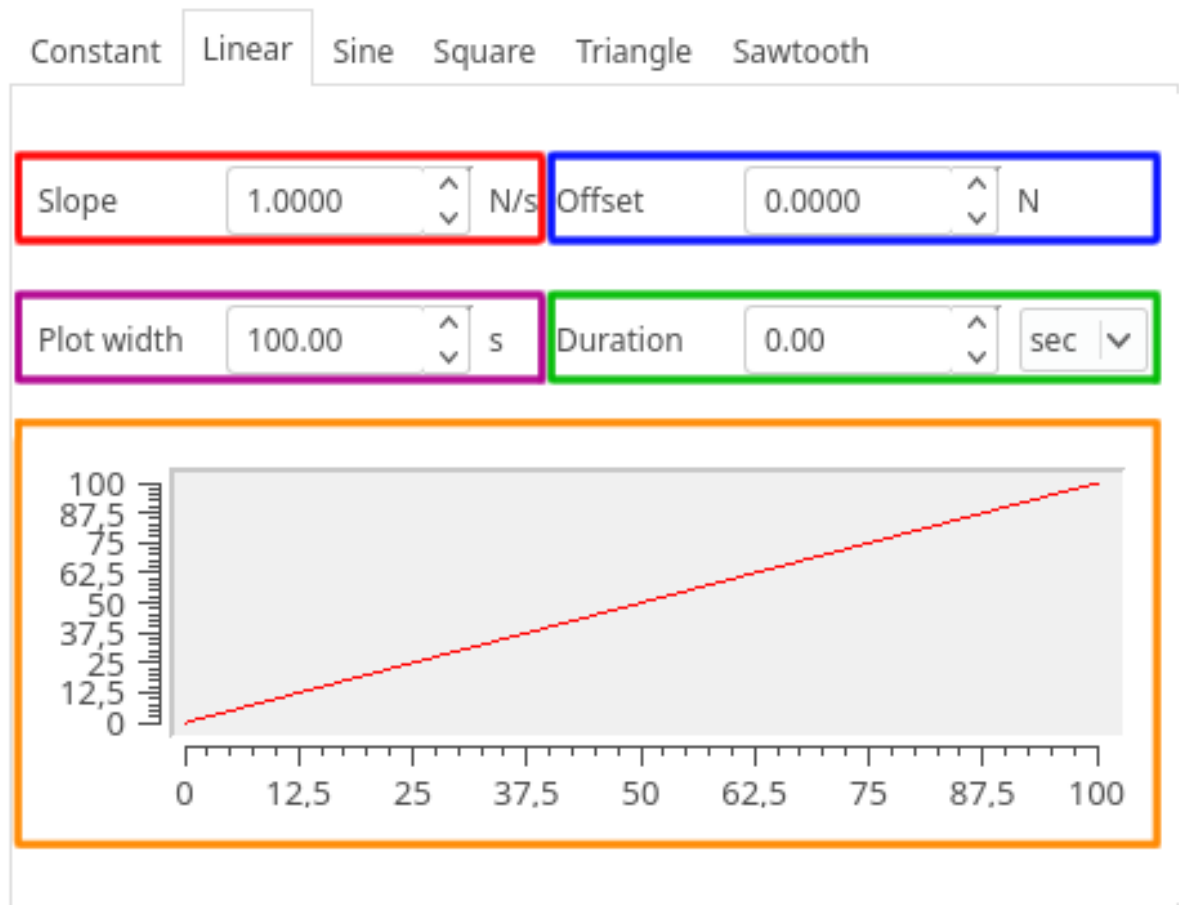 Constant Linear Sine Square Triangle Sawtooth
Slope 1.0000 N/s Offset 0.0000 N
Plot width 100.00 s Duration 0.00 sec
100
87,5
75
62,5
50
37,5
25
12,5
0
0 12,5 25 37,5 50 62,5 75 87,5 100